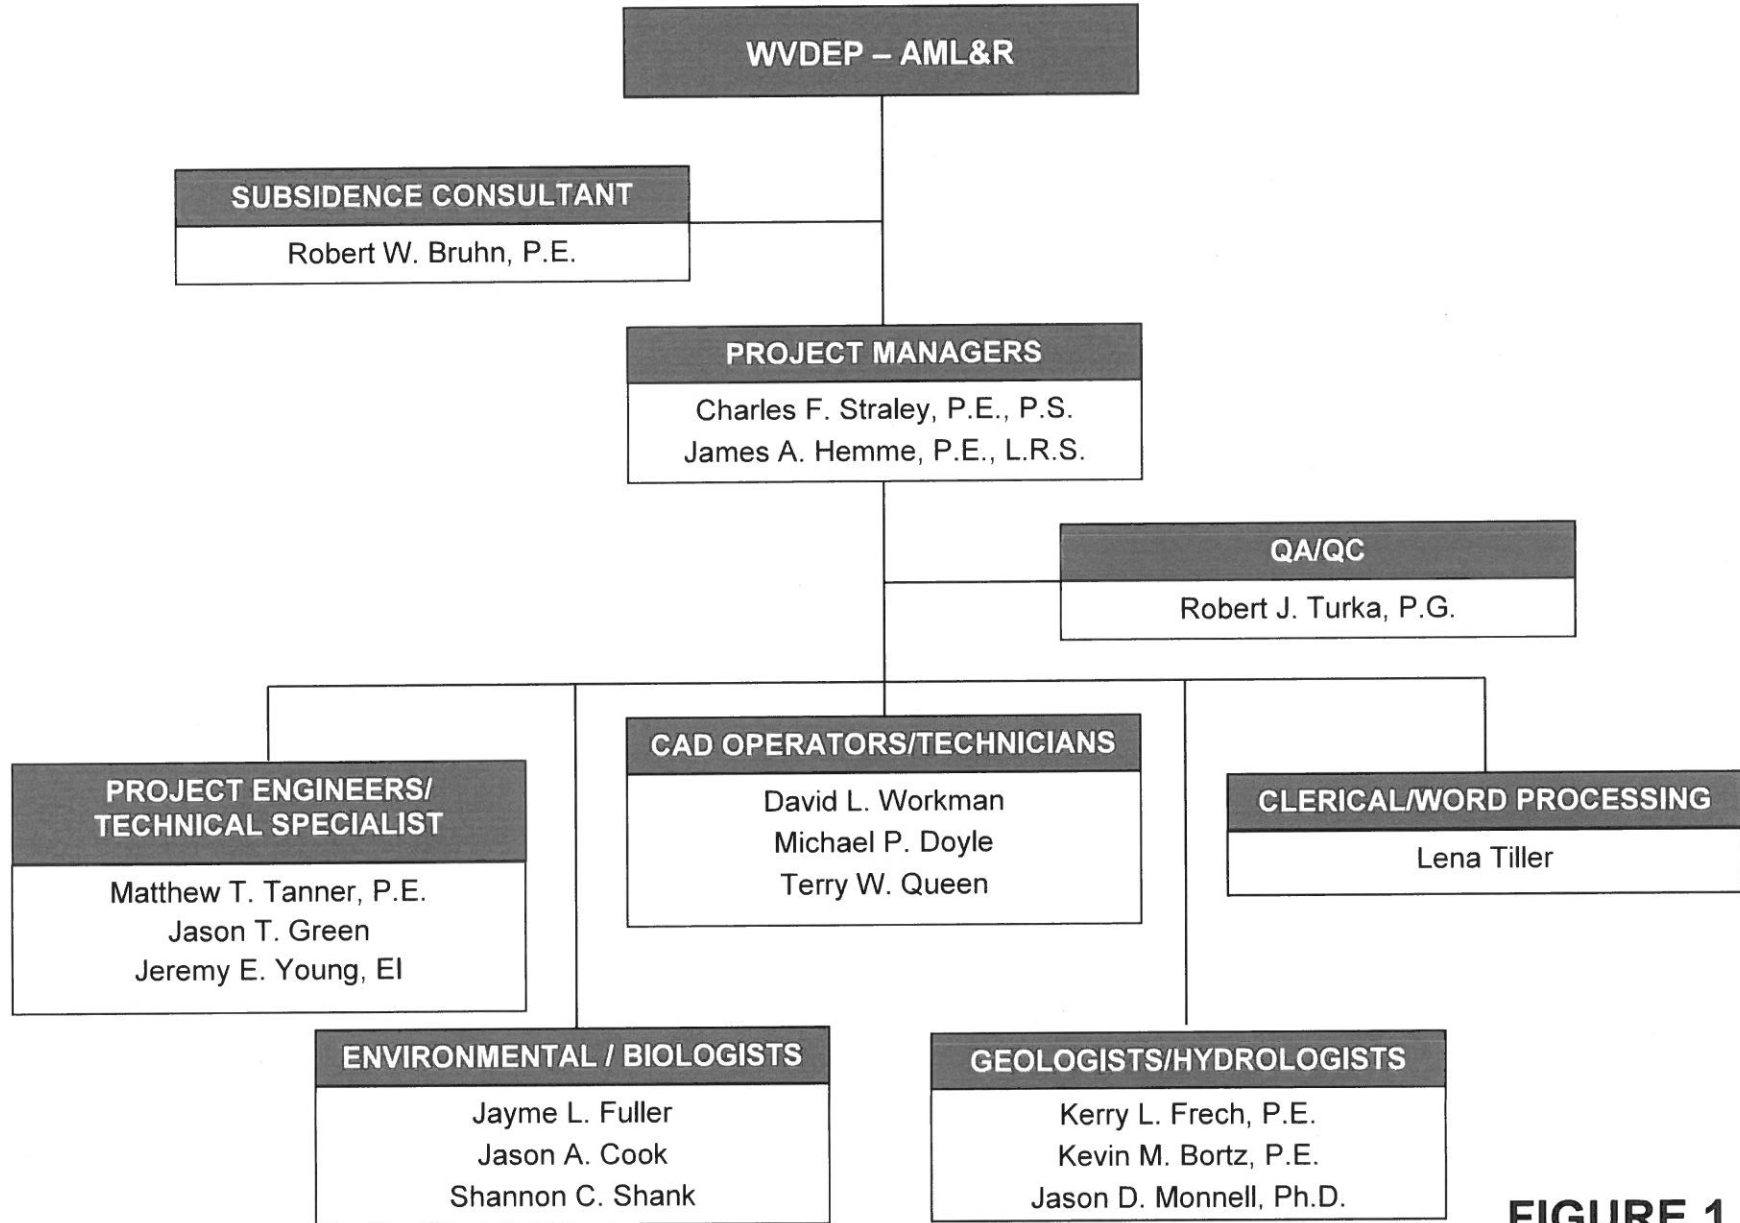 WVDEP – AML&R
SUBSIDENCE CONSULTANT
Robert W. Bruhn, P.E.
PROJECT MANAGERS
Charles F. Straley, P.E., P.S.
James A. Hemme, P.E., L.R.S.
QA/QC
Robert J. Turka, P.G.
PROJECT ENGINEERS/
TECHNICAL SPECIALIST
Matthew T. Tanner, P.E.
Jason T. Green
Jeremy E. Young, EI
CAD OPERATORS/TECHNICIANS
David L. Workman
Michael P. Doyle
Terry W. Queen
CLERICAL/WORD PROCESSING
Lena Tiller
ENVIRONMENTAL / BIOLOGISTS
Jayme L. Fuller
Jason A. Cook
Shannon C. Shank
GEOLOGISTS/HYDROLOGISTS
Kerry L. Frech, P.E.
Kevin M. Bortz, P.E.
Jason D. Monnell, Ph.D.
FIGURE 1